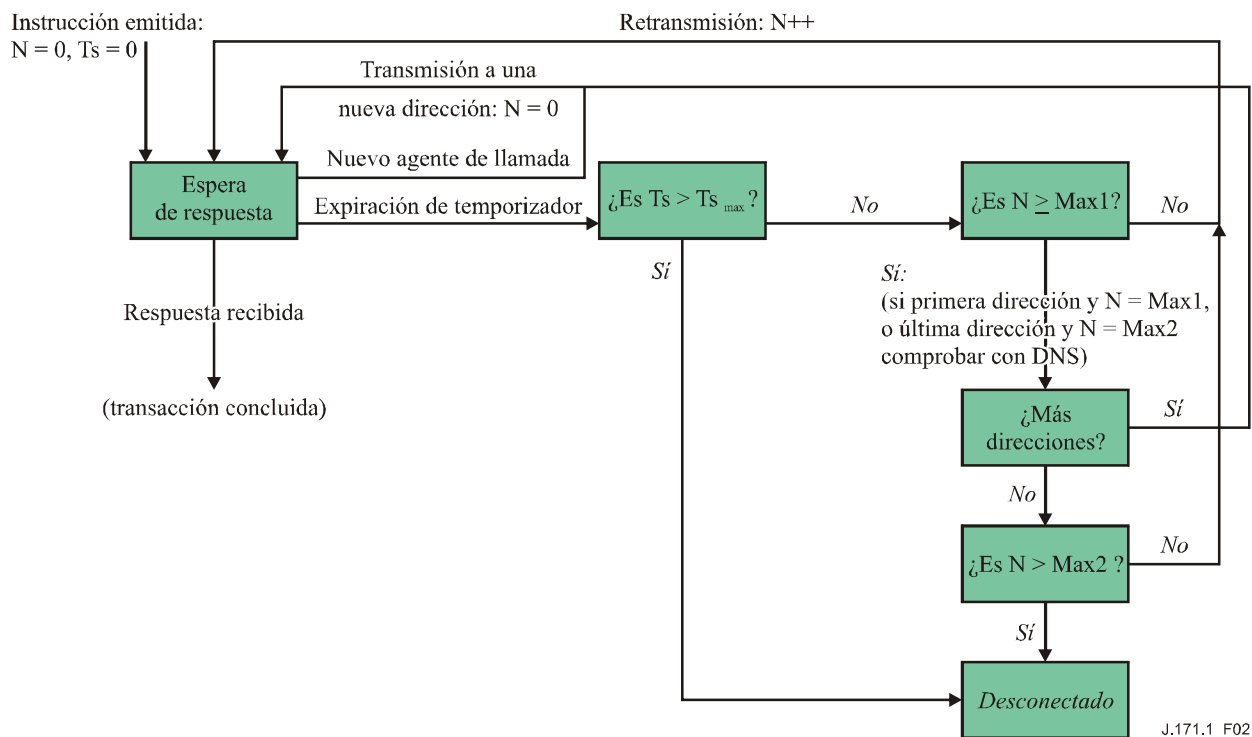 Instrucción emitida:
N = 0, Ts = 0
Retransmisión: N++
Transmisión a una
nueva dirección: N = 0
Nuevo agente de llamada
Espera
de respuesta
Expiración de temporizador
¿Es Ts > Ts max ?
No
¿Es N ≥ Max1?
No
Sí
Sí:
(si primera dirección y N = Max1,
o última dirección y N = Max2
comprobar con DNS)
Respuesta recibida
(transacción concluida)
¿Más
direcciones?
Sí
No
¿Es N > Max2 ?
No
Sí
Desconectado
J.171.1_F02